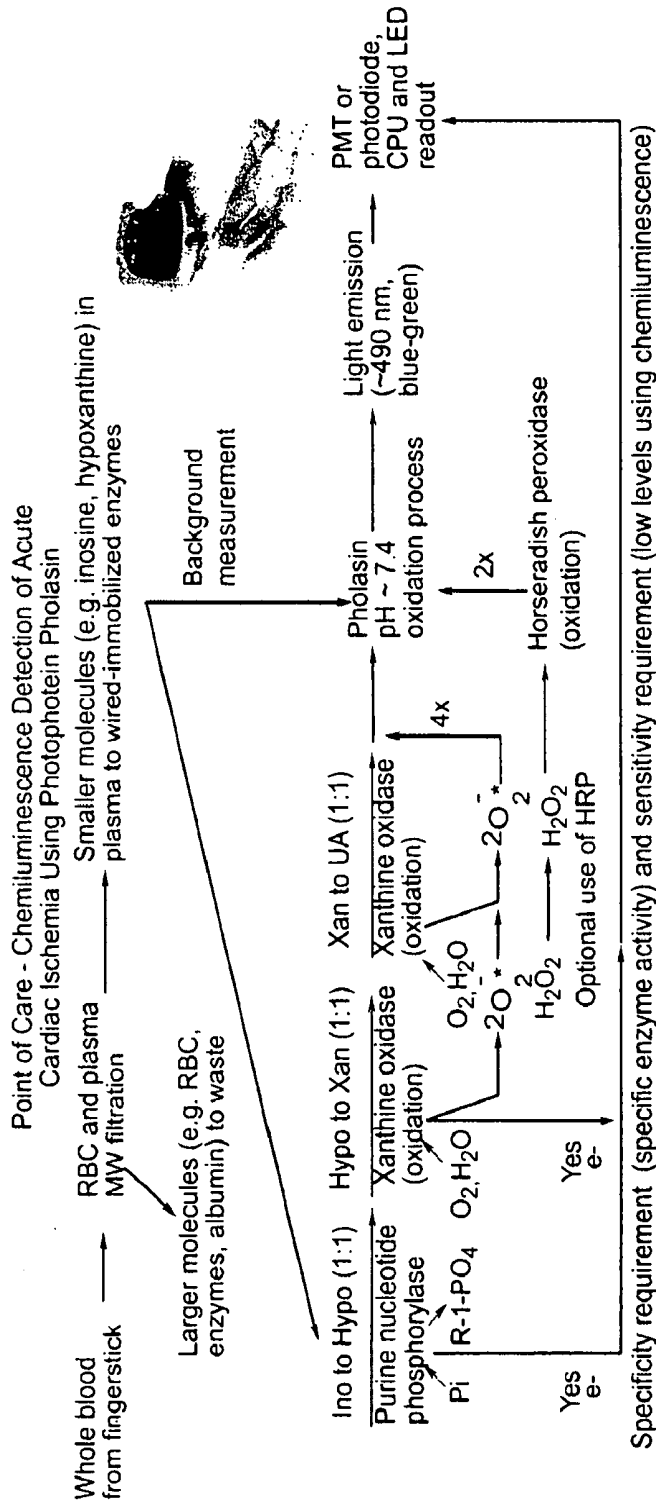 Point of Care - Chemiluminescence Detection of Acute
Cardiac Ischemia Using Photophotein Pholasin
Whole blood
from fingerstick
RBC and plasma
MW filtration
Smaller molecules (e.g. inosine, hypoxanthine) in
plasma to wired-immobilized enzymes
Larger molecules (e.g. RBC,
enzymes, albumin) to waste
Background
measurement
Ino to Hypo (1:1)
Purine nucleotide
phosphorylase
Pi
R-1-PO4
Yes
e-
Hypo to Xan (1:1)
Xanthine oxidase
(oxidation)
O2,H2O
Yes
e-
Xan to UA (1:1)
Xanthine oxidase
(oxidation)
O2,H2O
2O2-*
2O2-*
4x
H2O2
H2O2
Optional use of HRP
Horseradish peroxidase
(oxidation)
2x
Pholasin
pH ~ 7.4
oxidation process
Light emission
(~490 nm,
blue-green)
PMT or
photodiode,
CPU and LED
readout
Specificity requirement (specific enzyme activity) and sensitivity requirement (low levels using chemiluminescence)